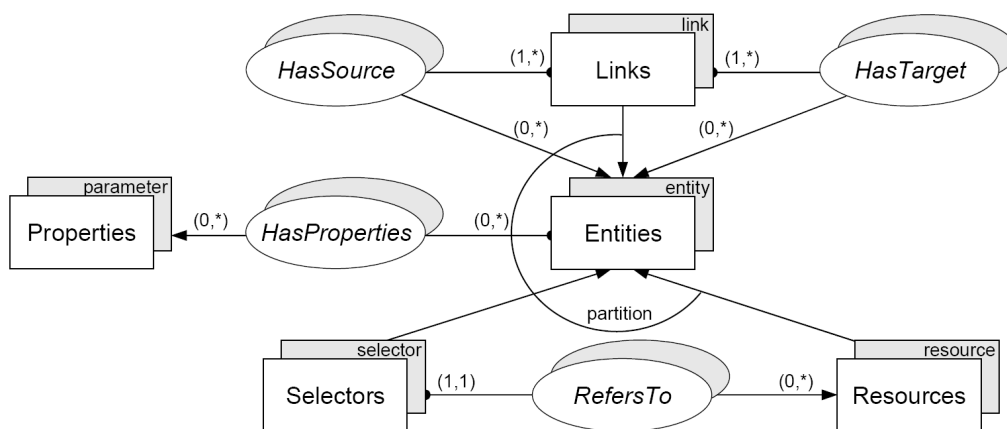 link
HasSource
(1,*)
Links
(1,*)
HasTarget
(0,*)
(0,*)
parameter
entity
Properties
(0,*)
HasProperties
(0,*)
Entities
partition
selector
resource
Selectors
(1,1)
RefersTo
(0,*)
Resources